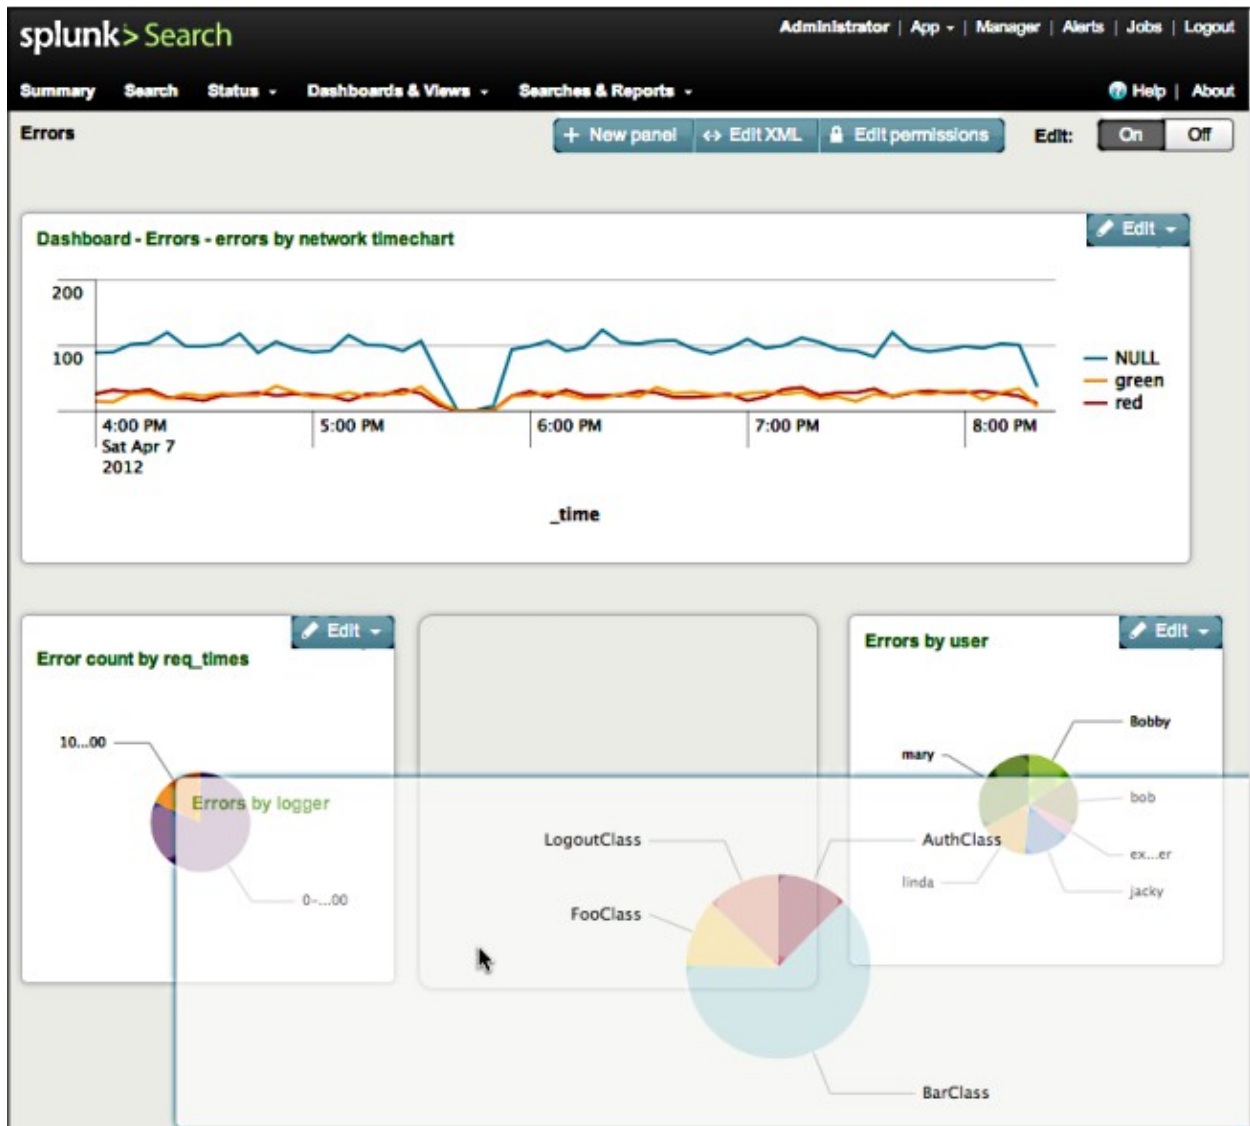 splunk> Search
Administrator | App | Manager | Alerts | Jobs | Logout
Summary Search Status Dashboards & Views Searches & Reports
Help | About
Errors
+ New panel Edit XML Edit permissions Edit: On Off
Dashboard - Errors - errors by network timechart
Edit
200
100
NULL
green
red
4:00 PM 5:00 PM 6:00 PM 7:00 PM 8:00 PM
Sat Apr 7
2012
_time
Edit
Error count by req_times
10...00
0-...00
Errors by user
Edit
Bobby
mary
bob
ex...er
linda
jacky
Errors by logger
LogoutClass
AuthClass
FooClass
BarClass